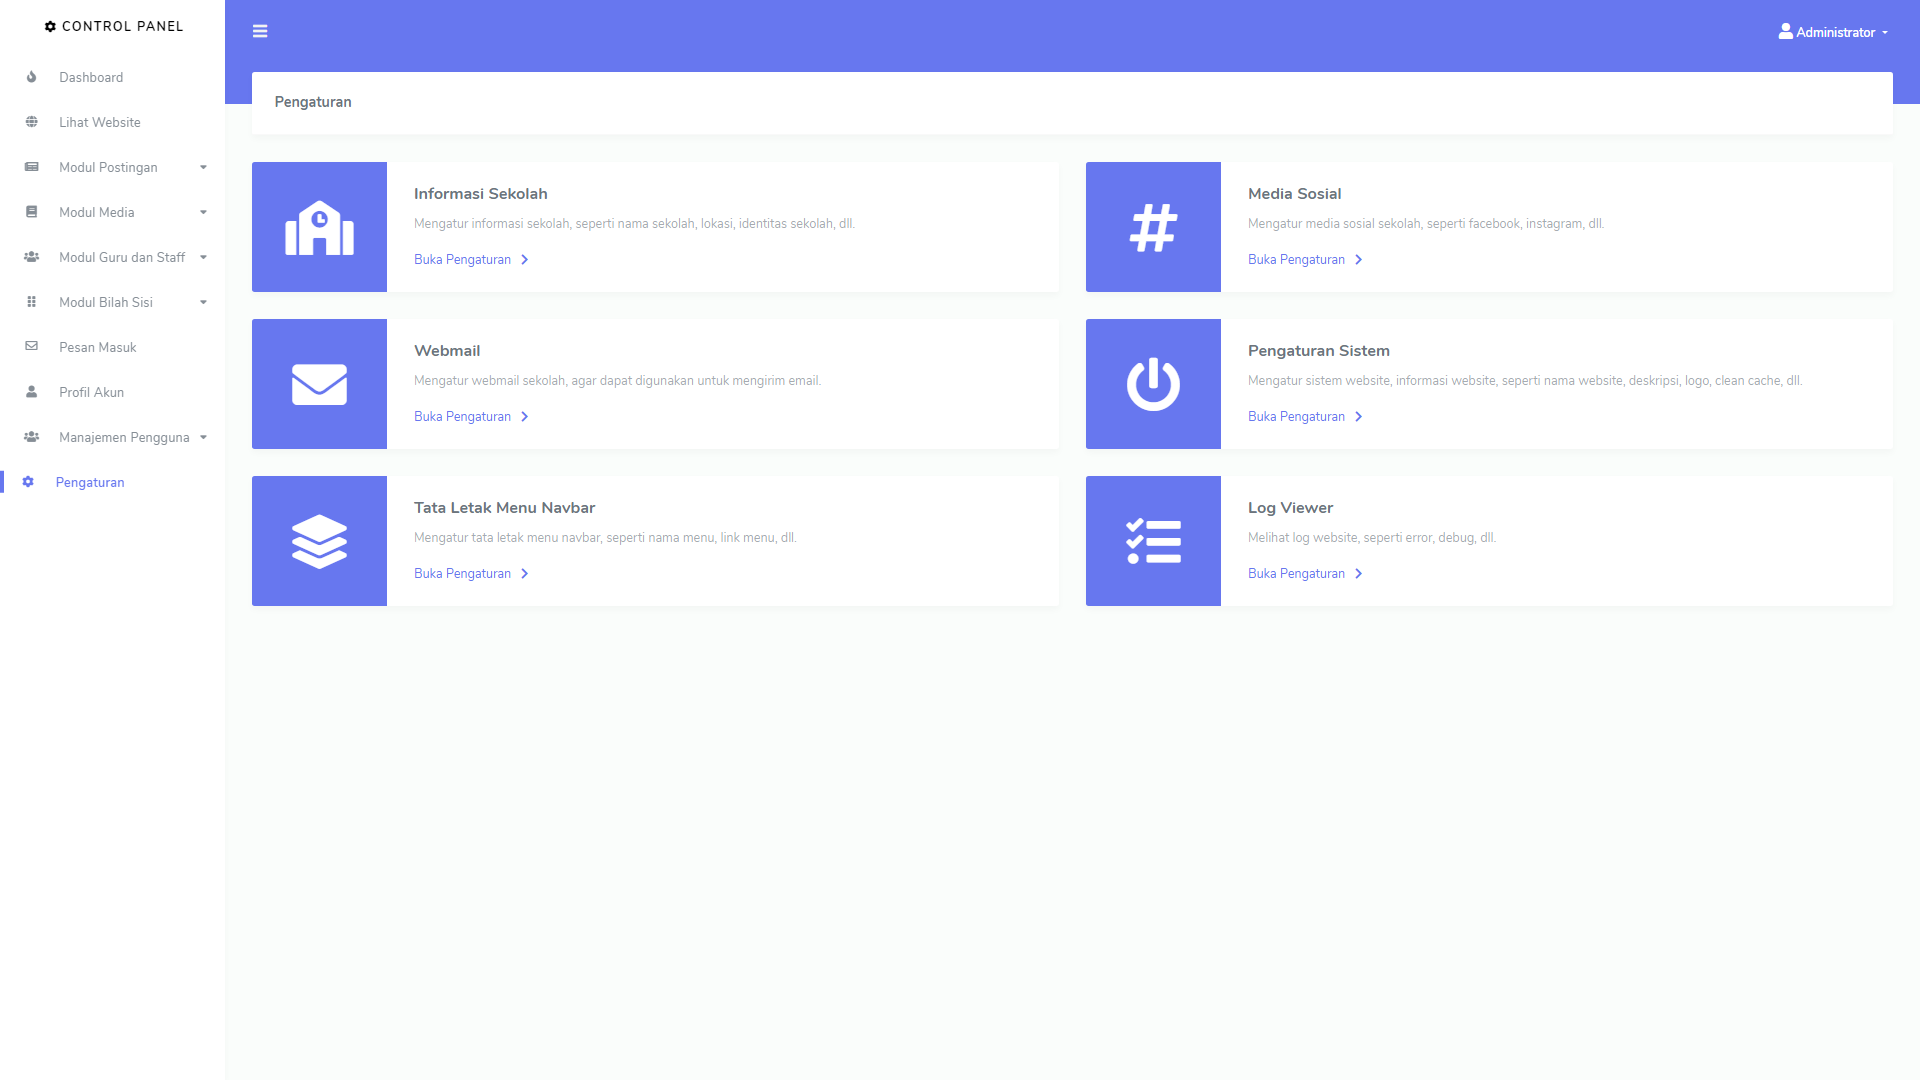 CONTROL PANEL
Administrator
Dashboard
Lihat Website
Modul Postingan
Modul Media
Modul Guru dan Staff
Modul Bilah Sisi
Pesan Masuk
Profil Akun
Manajemen Pengguna
Pengaturan
Pengaturan
Informasi Sekolah
Mengatur informasi sekolah, seperti nama sekolah, lokasi, identitas sekolah, dll.
Buka Pengaturan
Media Sosial
Mengatur media sosial sekolah, seperti facebook, instagram, dll.
Buka Pengaturan
Webmail
Mengatur webmail sekolah, agar dapat digunakan untuk mengirim email.
Buka Pengaturan
Pengaturan Sistem
Mengatur sistem website, informasi website, seperti nama website, deskripsi, logo, clean cache, dll.
Buka Pengaturan
Tata Letak Menu Navbar
Mengatur tata letak menu navbar, seperti nama menu, link menu, dll.
Buka Pengaturan
Log Viewer
Melihat log website, seperti error, debug, dll.
Buka Pengaturan